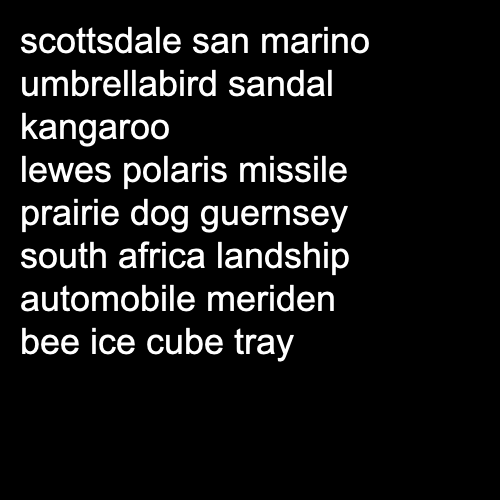 scottsdale san marino
umbrellabird sandal
kangaroo
lewes polaris missile
prairie dog guernsey
south africa landship
automobile meriden
bee ice cube tray